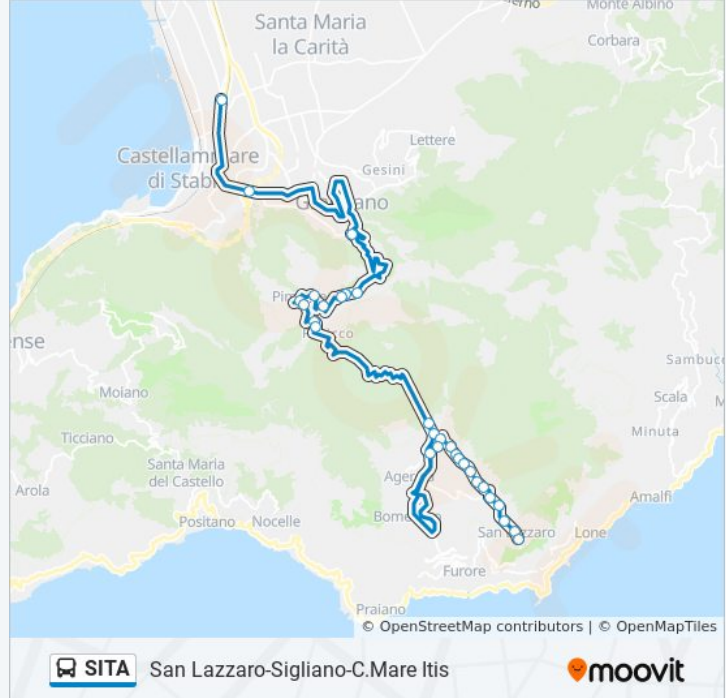 Monte Albino
Santa Maria
la Carità
Corbara
Lettere
Castellammare
di Stabia
Gesini
Gragnano
Pimonte
ense
Moiano
Sambuco
Scala
Minuta
Ticciano
Santa Maria
del Castello
Agerola
Arola
Amalfi
Positano
Nocelle
Bomerano
San Lazzaro
Lone
Furore
Praiano
© OpenStreetMap contributors | © OpenMapTiles
SITA
San Lazzaro-Sigliano-C.Mare Itis
moovit